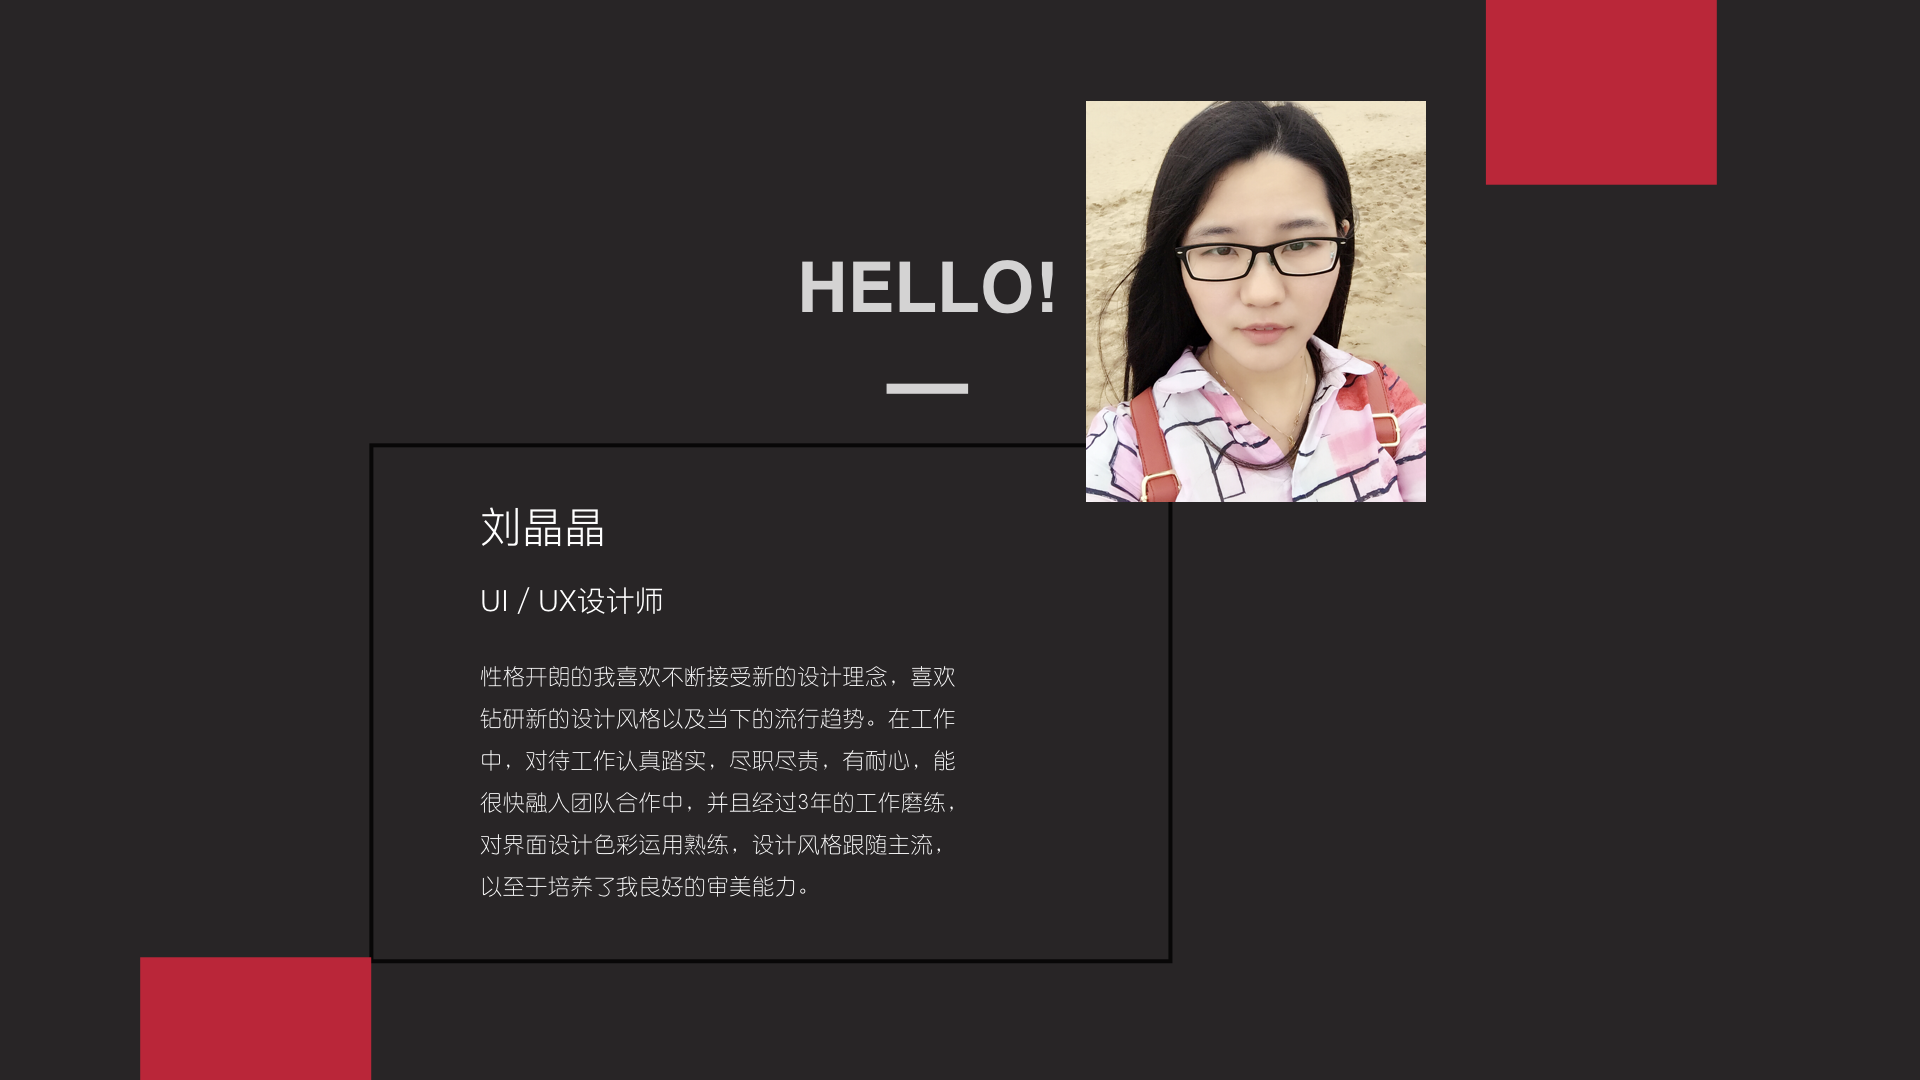 HELLO!
刘晶晶
UI / UX设计师
性格开朗的我喜欢不断接受新的设计理念，喜欢
钻研新的设计风格以及当下的流行趋势。在工作
中，对待工作认真踏实，尽职尽责，有耐心，能
很快融入团队合作中，并且经过3年的工作磨练，
对界面设计色彩运用熟练，设计风格跟随主流，
以至于培养了我良好的审美能力。